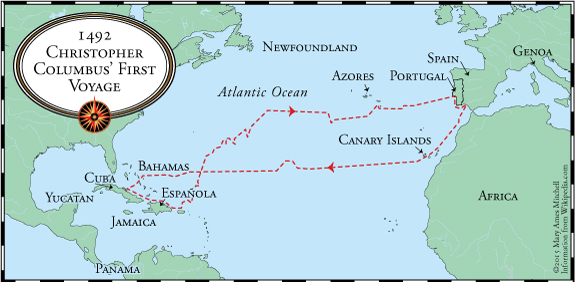 1492
Christopher
Columbus' First
Voyage
Newfoundland
Spain
Genoa
Azores
Portugal
Atlantic Ocean
Canary Islands
Bahamas
Cuba
Española
Yucatan
Jamaica
Africa
Panama
©2015 Mary Ames Mitchell
Information from Wikipedia.com